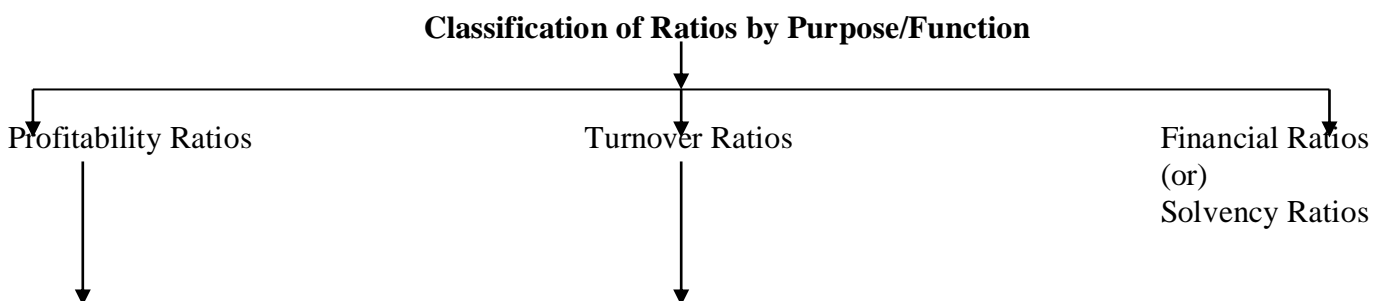 Classification of Ratios by Purpose/Function
Profitability Ratios
Turnover Ratios
Financial Ratios
(or)
Solvency Ratios